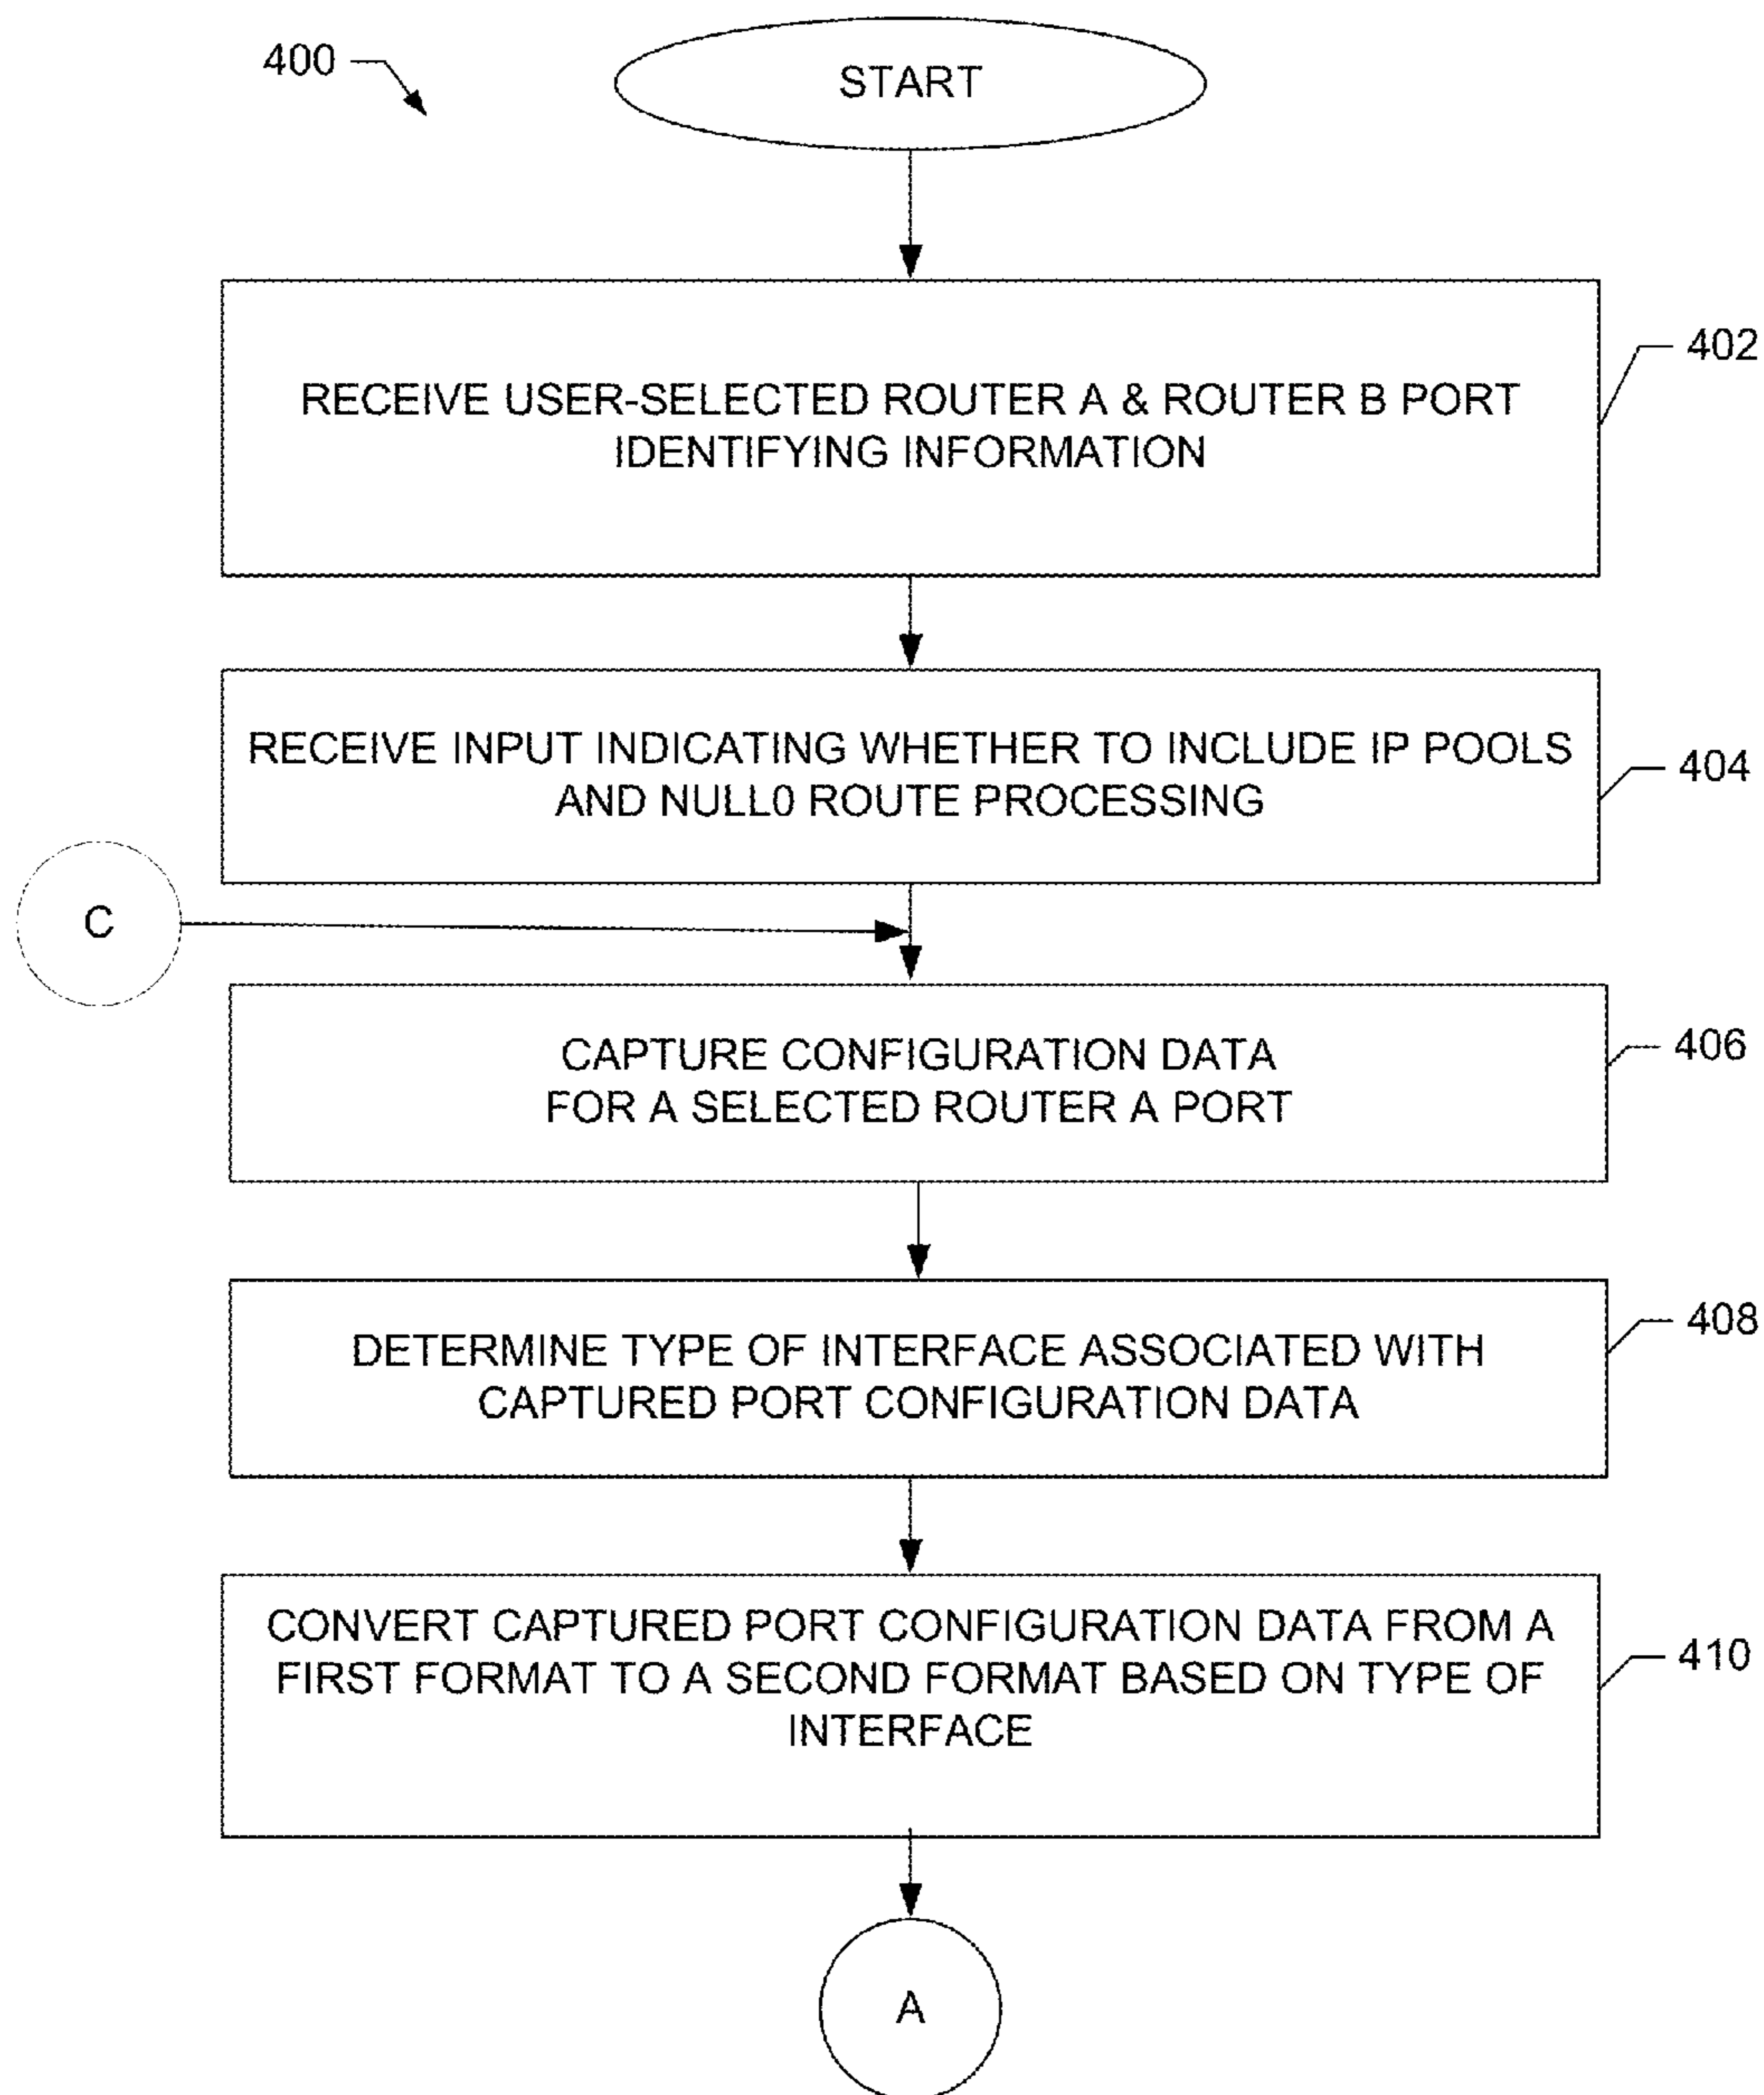 400
START
RECEIVE USER-SELECTED ROUTER A & ROUTER B PORT
IDENTIFYING INFORMATION
402
RECEIVE INPUT INDICATING WHETHER TO INCLUDE IP POOLS
AND NULL0 ROUTE PROCESSING
404
C
CAPTURE CONFIGURATION DATA
FOR A SELECTED ROUTER A PORT
406
DETERMINE TYPE OF INTERFACE ASSOCIATED WITH
CAPTURED PORT CONFIGURATION DATA
408
CONVERT CAPTURED PORT CONFIGURATION DATA FROM A
FIRST FORMAT TO A SECOND FORMAT BASED ON TYPE OF
INTERFACE
410
A